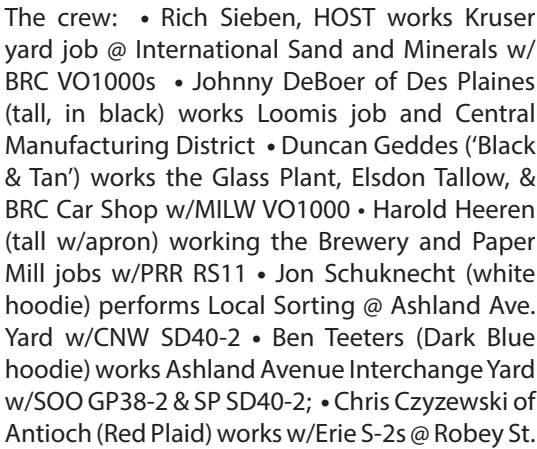 The crew: • Rich Sieben, HOST works Kruser
yard job @ International Sand and Minerals w/
BRC VO1000s • Johnny DeBoer of Des Plaines
(tall, in black) works Loomis job and Central
Manufacturing District • Duncan Geddes (‘Black
& Tan’) works the Glass Plant, Elsdon Tallow, &
BRC Car Shop w/MILW VO1000 • Harold Heeren
(tall w/apron) working the Brewery and Paper
Mill jobs w/PRR RS11 • Jon Schuknecht (white
hoodie) performs Local Sorting @ Ashland Ave.
Yard w/CNW SD40-2 • Ben Teeters (Dark Blue
hoodie) works Ashland Avenue Interchange Yard
w/SOO GP38-2 & SP SD40-2; • Chris Czyzewski of
Antioch (Red Plaid) works w/Erie S-2s @ Robey St.